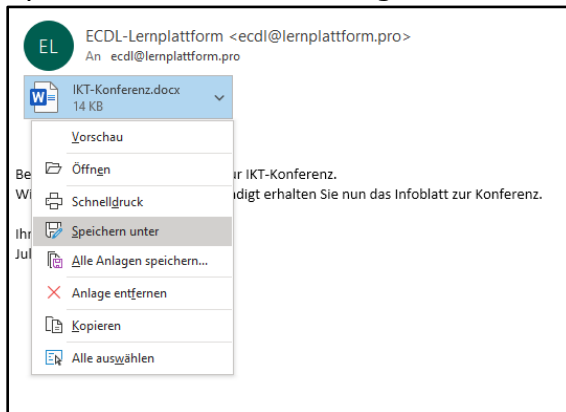 EL
ECDL-Lernplattform <ecdl@lernplattform.pro>
An ecdl@lernplattform.pro
IKT-Konferenz.docx
14 KB
Vorschau
Öffnen
Be ur IKT-Konferenz.
Wi digt erhalten Sie nun das Infoblatt zur Konferenz.
Schnelldruck
Ihr
Speichern unter
Jul
Alle Anlagen speichern...
Anlage entfernen
Kopieren
Alle auswählen